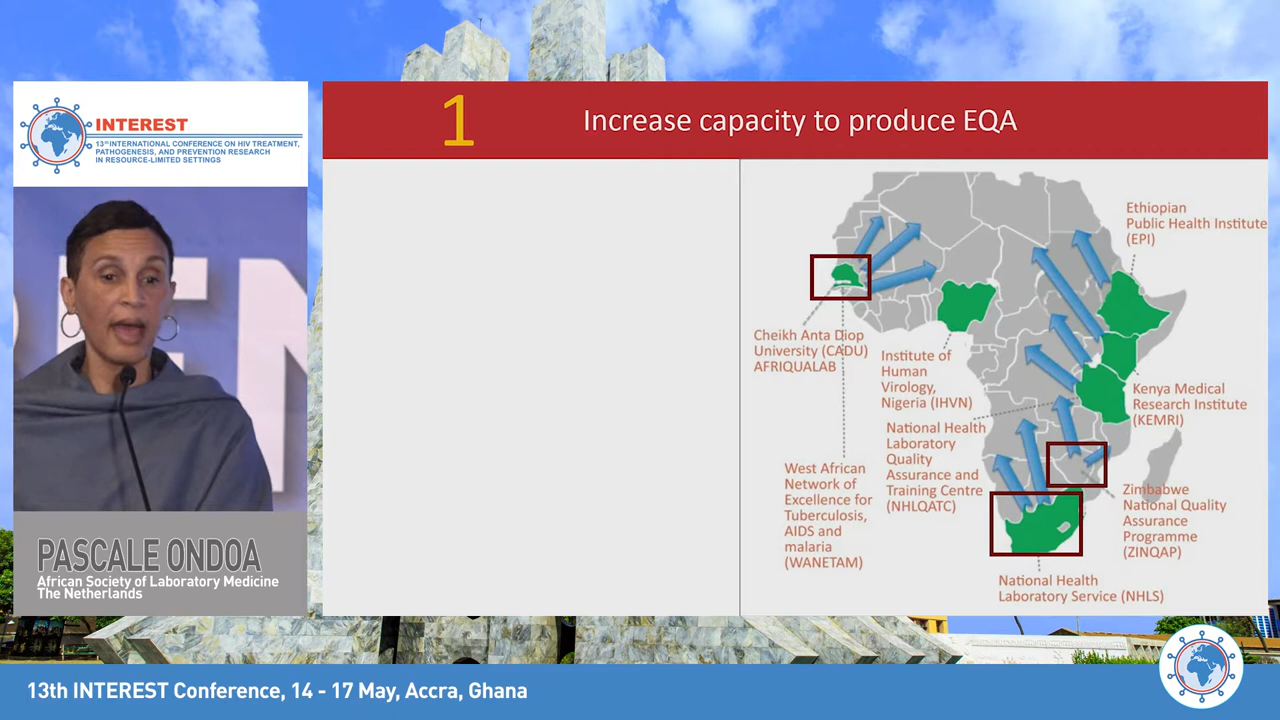 INTEREST
13th INTERNATIONAL CONFERENCE ON HIV TREATMENT,
PATHOGENESIS, AND PREVENTION RESEARCH
IN RESOURCE-LIMITED SETTINGS
PASCALE ONDOA
African Society of Laboratory Medicine
The Netherlands
1
Increase capacity to produce EQA
Ethiopian
Public Health Institute
(EPI)
Cheikh Anta Diop
University (CADU)
AFRIQUALAB
Institute of
Human
Virology,
Nigeria (IHVN)
Kenya Medical
Research Institute
(KEMRI)
National Health
Laboratory
Quality
Assurance and
Training Centre
(NHLQATC)
West African
Network of
Excellence for
Tuberculosis,
AIDS and
malaria
(WANETAM)
Zimbabwe
National Quality
Assurance
Programme
(ZINQAP)
National Health
Laboratory Service (NHLS)
13th INTEREST Conference, 14 - 17 May, Accra, Ghana